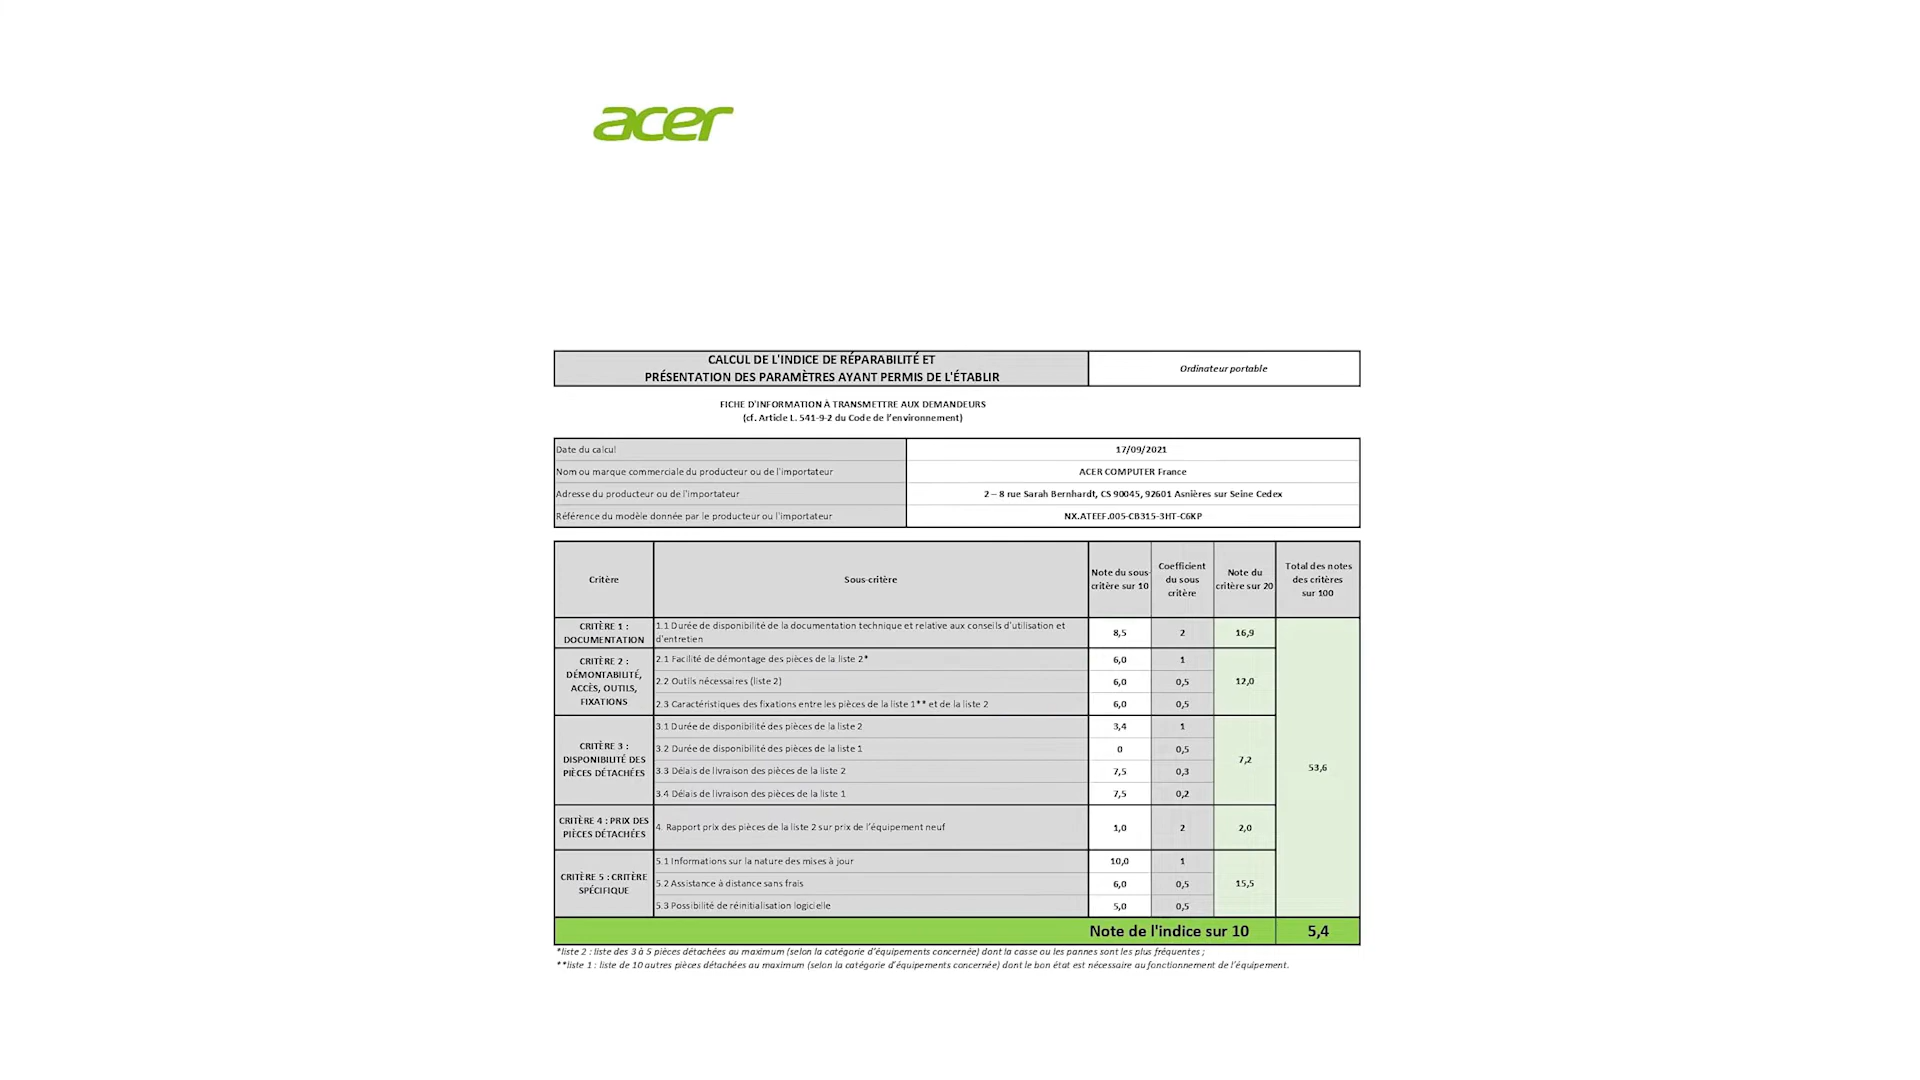 acer
CALCUL DE L'INDICE DE RÉPARABILITÉ ET
PRÉSENTATION DES PARAMÈTRES AYANT PERMIS DE L'ÉTABLIR
Ordinateur portable
FICHE D'INFORMATION À TRANSMETTRE AUX DEMANDEURS
(cf. Article L. 541-9-2 du Code de l'environnement)
Date du calcul
17/09/2021
Nom ou marque commerciale du producteur ou de l'importateur
ACER COMPUTER France
Adresse du producteur ou de l'importateur
2 – 8 rue Sarah Bernhardt, CS 90045, 92601 Asnières sur Seine Cedex
Référence du modèle donnée par le producteur ou l'importateur
NX.ATEEF.005-CB315-3HT-C6KP
Critère
Sous-critère
Note du sous-
critère sur 10
Coefficient
du sous
critère
Note du
critère sur 20
Total des notes
des critères
sur 100
CRITÈRE 1 :
DOCUMENTATION
1.1 Durée de disponibilité de la documentation technique et relative aux conseils d'utilisation et
d'entretien
8,5
2
16,9
CRITÈRE 2 :
DÉMONTABILITÉ,
ACCÈS, OUTILS,
FIXATIONS
2.1 Facilité de démontage des pièces de la liste 2*
6,0
1
2.2 Outils nécessaires (liste 2)
6,0
0,5
12,0
2.3 Caractéristiques des fixations entre les pièces de la liste 1** et de la liste 2
6,0
0,5
CRITÈRE 3 :
DISPONIBILITÉ DES
PIÈCES DÉTACHÉES
3.1 Durée de disponibilité des pièces de la liste 2
3,4
1
3.2 Durée de disponibilité des pièces de la liste 1
0
0,5
7,2
3.3 Délais de livraison des pièces de la liste 2
7,5
0,3
3.4 Délais de livraison des pièces de la liste 1
7,5
0,2
53,6
CRITÈRE 4 : PRIX DES
PIÈCES DÉTACHÉES
4. Rapport prix des pièces de la liste 2 sur prix de l'équipement neuf
1,0
2
2,0
CRITÈRE 5 : CRITÈRE
SPÉCIFIQUE
5.1 Informations sur la nature des mises à jour
10,0
1
5.2 Assistance à distance sans frais
6,0
0,5
15,5
5.3 Possibilité de réinitialisation logicielle
5,0
0,5
Note de l'indice sur 10
5,4
*liste 2 : liste des 3 à 5 pièces détachées au maximum (selon la catégorie d'équipements concernée) dont la casse ou les pannes sont les plus fréquentes ;
**liste 1 : liste de 10 autres pièces détachées au maximum (selon la catégorie d'équipements concernée) dont le bon état est nécessaire au fonctionnement de l'équipement.